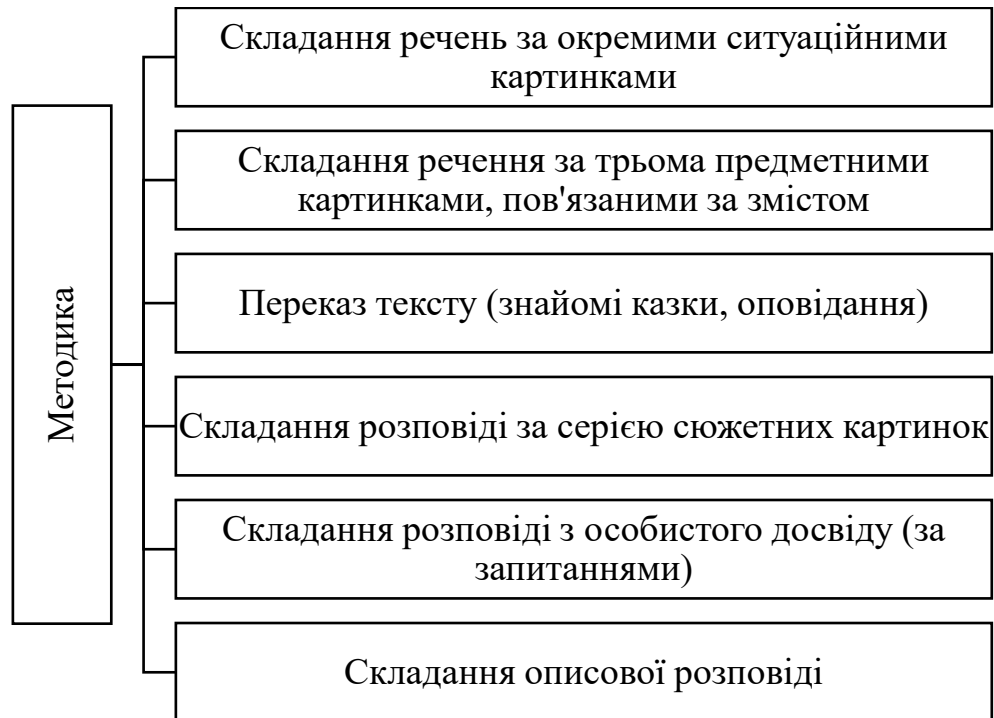 Методика
Складання речень за окремими ситуаційними
картинками
Складання речення за трьома предметними
картинками, пов'язаними за змістом
Переказ тексту (знайомі казки, оповідання)
Складання розповіді за серією сюжетних картинок
Складання розповіді з особистого досвіду (за
запитаннями)
Складання описової розповіді